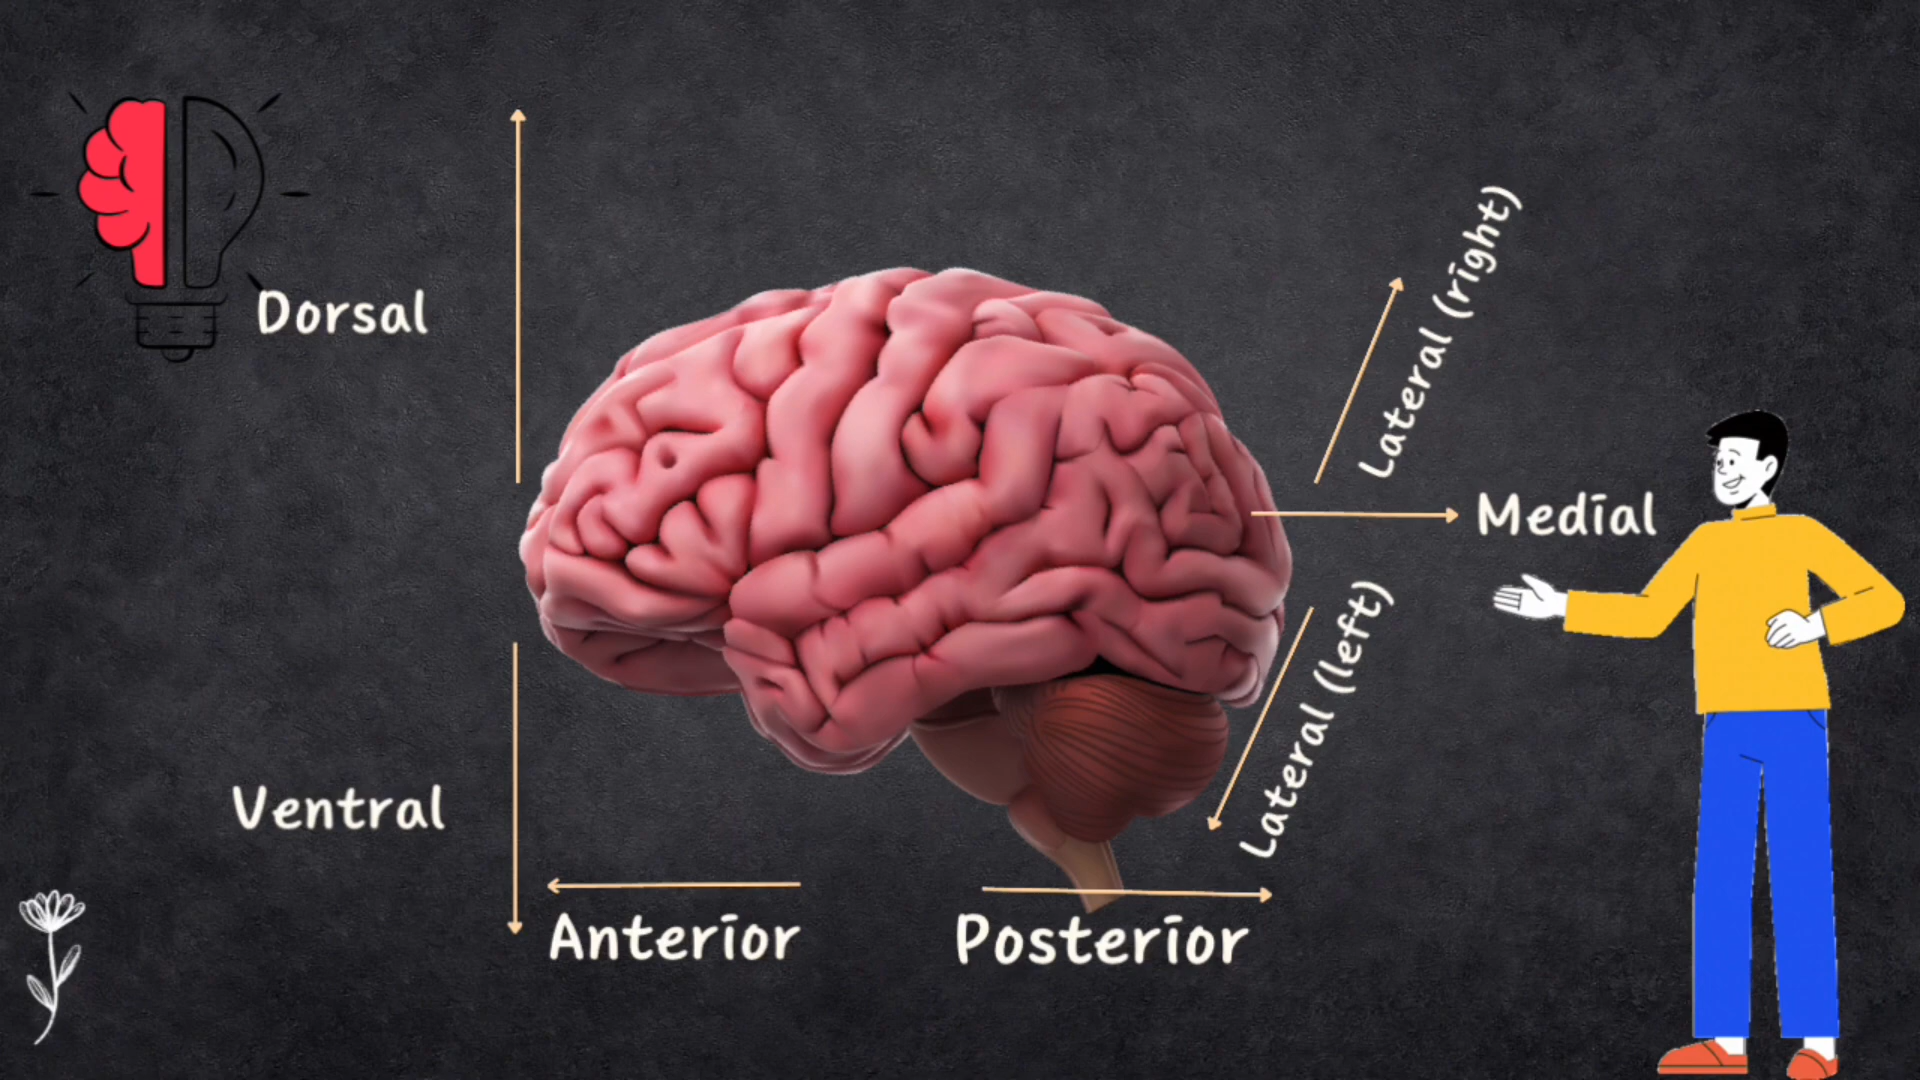 Dorsal
Lateral (right)
Medial
Lateral (left)
Ventral
Anterior
Posterior